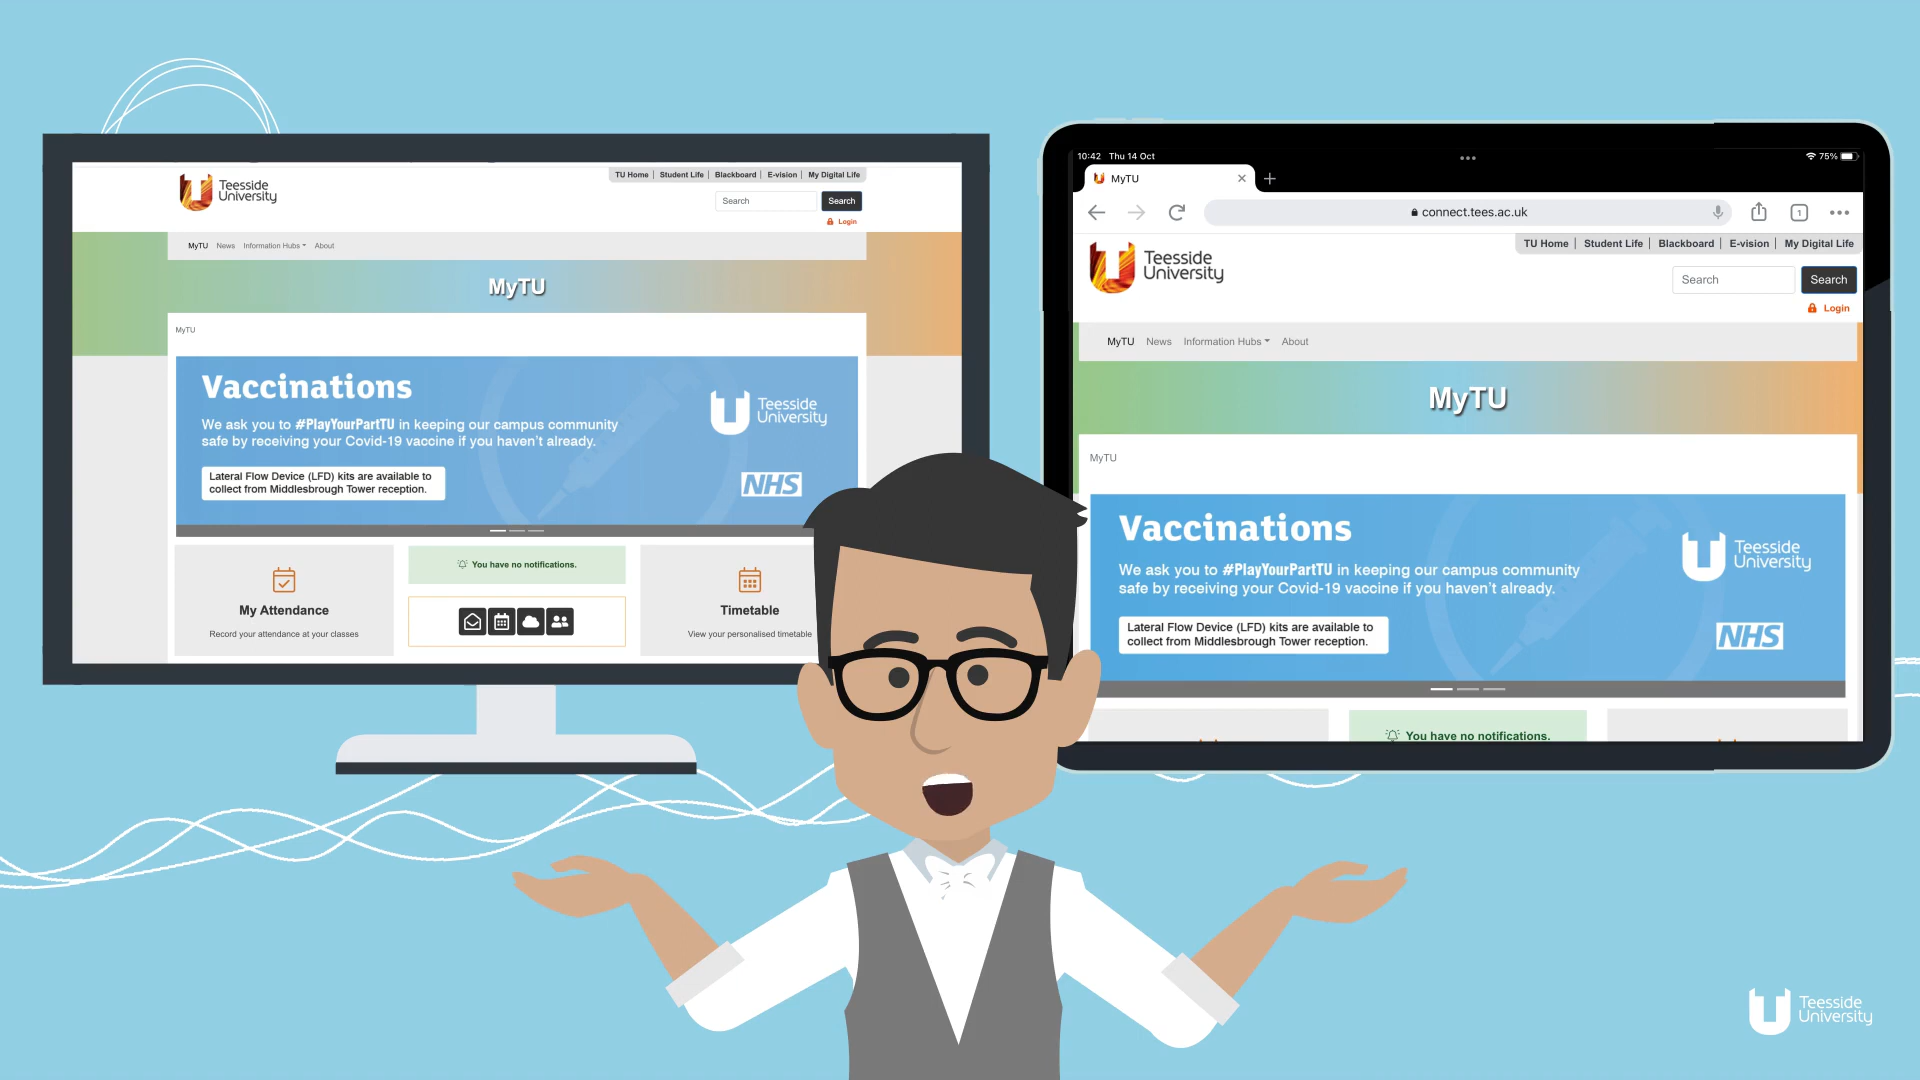 Teesside
University
TU Home | Student Life | Blackboard | E-vision | My Digital Life
Search Search
Login
MyTU News Information Hubs About
MyTU
MyTU
Vaccinations
We ask you to #PlayYourPartTU in keeping our campus community
safe by receiving your Covid-19 vaccine if you haven't already.
Lateral Flow Device (LFD) kits are available to
collect from Middlesbrough Tower reception.
Teesside
University
NHS
My Attendance
Record your attendance at your classes
You have no notifications.
Timetable
View your personalised timetable
10:42 Thu 14 Oct
75%
MyTU
connect.tees.ac.uk
1
Teesside
University
TU Home | Student Life | Blackboard | E-vision | My Digital Life
Search Search
Login
MyTU News Information Hubs About
MyTU
MyTU
Vaccinations
We ask you to #PlayYourPartTU in keeping our campus community
safe by receiving your Covid-19 vaccine if you haven't already.
Lateral Flow Device (LFD) kits are available to
collect from Middlesbrough Tower reception.
Teesside
University
NHS
You have no notifications.
Teesside
University